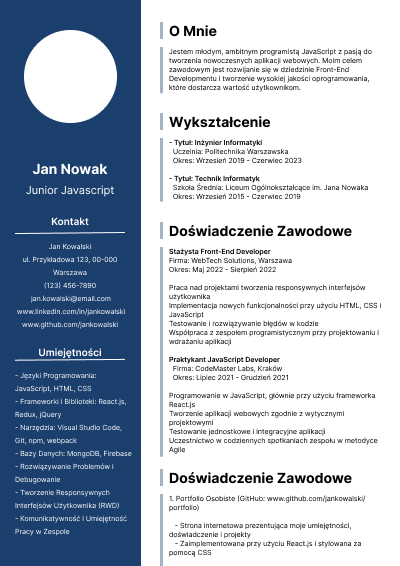 Jan Nowak
Junior Javascript
Kontakt
Jan Kowalski
ul. Przykładowa 123, 00-000
Warszawa
(123) 456-7890
jan.kowalski@email.com
www.linkedin.com/in/jankowalski
www.github.com/jankowalski
Umiejętności
- Języki Programowania:
JavaScript, HTML, CSS
- Frameworki i Biblioteki: React.js,
Redux, jQuery
- Narzędzia: Visual Studio Code,
Git, npm, webpack
- Bazy Danych: MongoDB, Firebase
- Rozwiązywanie Problemów i
Debugowanie
- Tworzenie Responsywnych
Interfejsów Użytkownika (RWD)
- Komunikatywność i Umiejętność
Pracy w Zespole
O Mnie
Jestem młodym, ambitnym programistą JavaScript z pasją do
tworzenia nowoczesnych aplikacji webowych. Moim celem
zawodowym jest rozwijanie się w dziedzinie Front-End
Developmentu i tworzenie wysokiej jakości oprogramowania,
które dostarcza wartość użytkownikom.
Wykształcenie
- Tytuł: Inżynier Informatyki
Uczelnia: Politechnika Warszawska
Okres: Wrzesień 2019 - Czerwiec 2023
- Tytuł: Technik Informatyk
Szkoła Średnia: Liceum Ogólnokształcące im. Jana Nowaka
Okres: Wrzesień 2015 - Czerwiec 2019
Doświadczenie Zawodowe
Stażysta Front-End Developer
Firma: WebTech Solutions, Warszawa
Okres: Maj 2022 - Sierpień 2022
Praca nad projektami tworzenia responsywnych interfejsów
użytkownika
Implementacja nowych funkcjonalności przy użyciu HTML, CSS i
JavaScript
Testowanie i rozwiązywanie błędów w kodzie
Współpraca z zespołem programistycznym przy projektowaniu i
wdrażaniu aplikacji
Praktykant JavaScript Developer
Firma: CodeMaster Labs, Kraków
Okres: Lipiec 2021 - Grudzień 2021
Programowanie w JavaScript, głównie przy użyciu frameworka
React.js
Tworzenie aplikacji webowych zgodnie z wytycznymi
projektowymi
Testowanie jednostkowe i integracyjne aplikacji
Uczestnictwo w codziennych spotkaniach zespołu w metodyce
Agile
Doświadczenie Zawodowe
1. Portfolio Osobiste (GitHub: www.github.com/jankowalski/
portfolio)
- Strona internetowa prezentująca moje umiejętności,
doświadczenie i projekty
- Zaimplementowana przy użyciu React.js i stylowana za
pomocą CSS